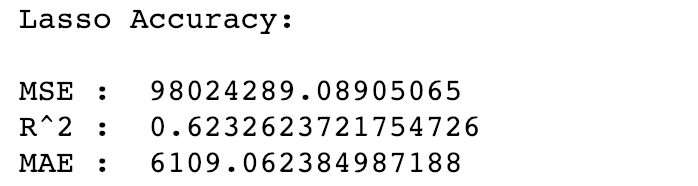 Lasso Accuracy:
MSE :  98024289.08905065
R^2 :  0.6232623721754726
MAE :  6109.062384987188